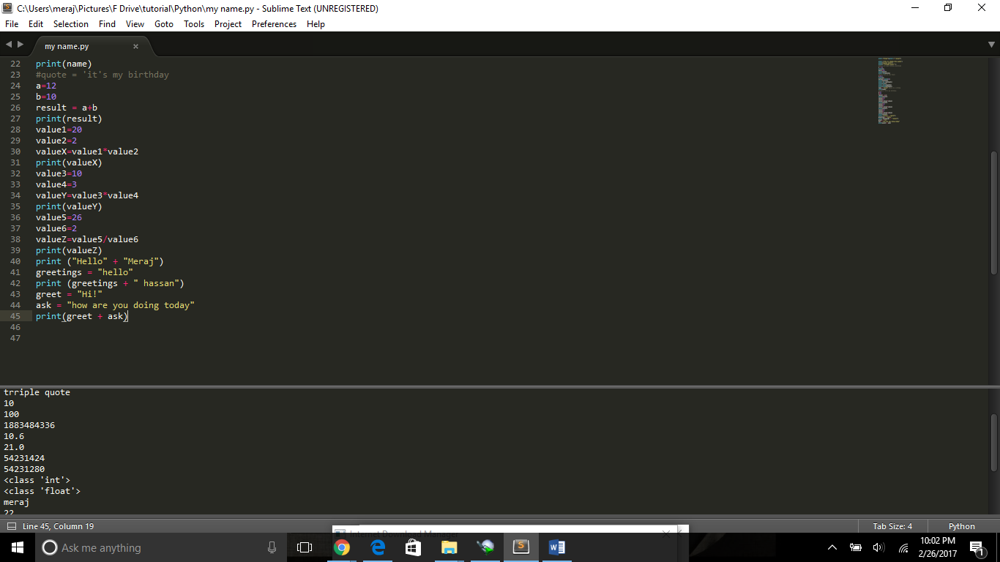 C:\Users\meraj\Pictures\F Drive\tutorial\Python\my name.py - Sublime Text (UNREGISTERED)
File Edit Selection Find View Goto Tools Project Preferences Help
my name.py
22 print(name)
23 #quote = 'it's my birthday
24 a=12
25 b=10
26 result = a+b
27 print(result)
28 value1=20
29 value2=2
30 valueX=value1*value2
31 print(valueX)
32 value3=10
33 value4=3
34 valueY=value3*value4
35 print(valueY)
36 value5=26
37 value6=2
38 valueZ=value5/value6
39 print(valueZ)
40 print ("Hello" + "Meraj")
41 greetings = "hello"
42 print (greetings + " hassan")
43 greet = "Hi!"
44 ask = "how are you doing today"
45 print(greet + ask)
46
47
trriple quote
10
100
1883484336
10.6
21.0
54231424
54231280
<class 'int'>
<class 'float'>
meraj
22
Line 45, Column 19 Tab Size: 4 Python
Internet Download Manager
Ask me anything
10:02 PM
2/26/2017
1